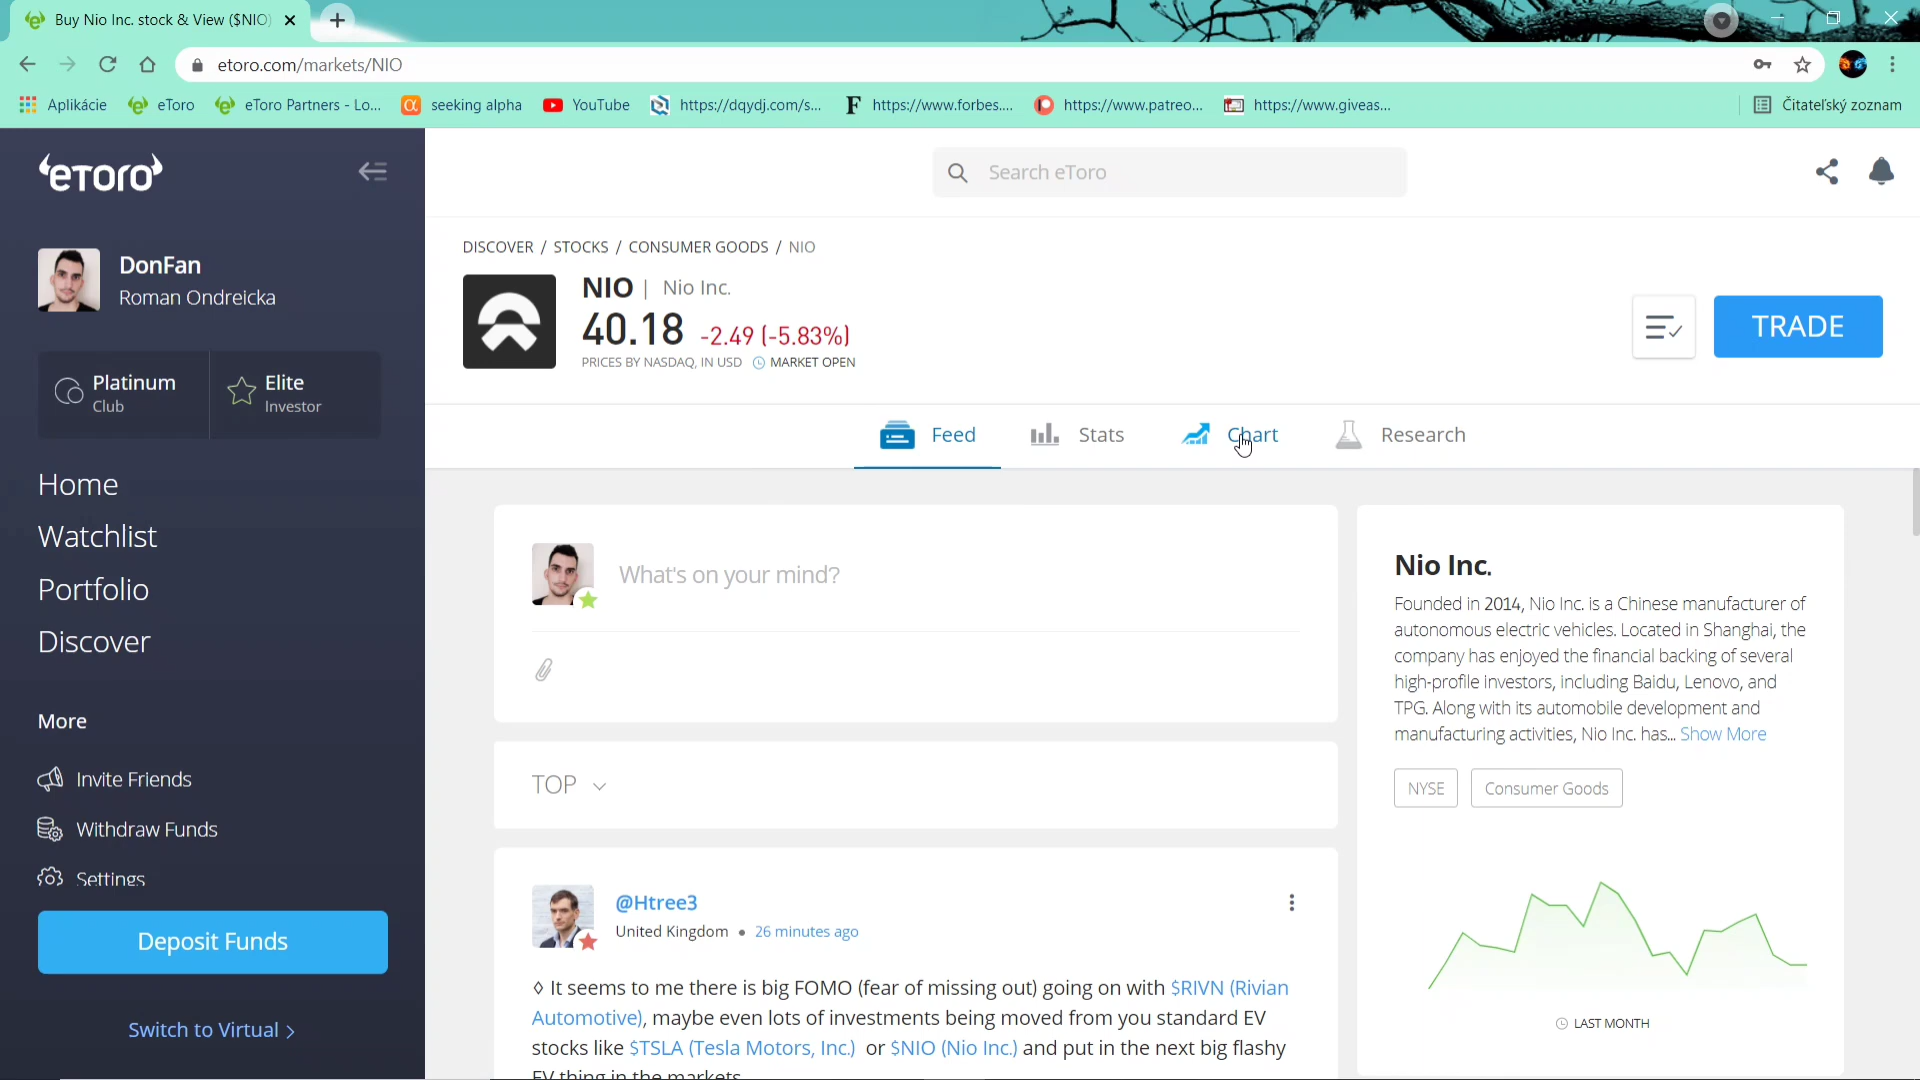 Buy Nio Inc. stock & View ($NIO)
etoro.com/markets/NIO
Aplikácie
eToro
eToro Partners - Lo...
seeking alpha
YouTube
https://dqydj.com/s...
https://www.forbes....
https://www.patreo...
https://www.giveas...
Čitateľský zoznam
eToro
Search eToro
DonFan
Roman Ondreicka
Platinum
Club
Elite
Investor
Home
Watchlist
Portfolio
Discover
More
Invite Friends
Withdraw Funds
Settings
Deposit Funds
Switch to Virtual >
DISCOVER / STOCKS / CONSUMER GOODS / NIO
NIO | Nio Inc.
40.18 -2.49 (-5.83%)
PRICES BY NASDAQ, IN USD MARKET OPEN
TRADE
Feed
Stats
Chart
Research
What's on your mind?
TOP
@Htree3
United Kingdom • 26 minutes ago
◊ It seems to me there is big FOMO (fear of missing out) going on with $RIVN (Rivian
Automotive), maybe even lots of investments being moved from you standard EV
stocks like $TSLA (Tesla Motors, Inc.) or $NIO (Nio Inc.) and put in the next big flashy
EV thing in the markets
Nio Inc.
Founded in 2014, Nio Inc. is a Chinese manufacturer of
autonomous electric vehicles. Located in Shanghai, the
company has enjoyed the financial backing of several
high-profile investors, including Baidu, Lenovo, and
TPG. Along with its automobile development and
manufacturing activities, Nio Inc. has... Show More
NYSE
Consumer Goods
LAST MONTH